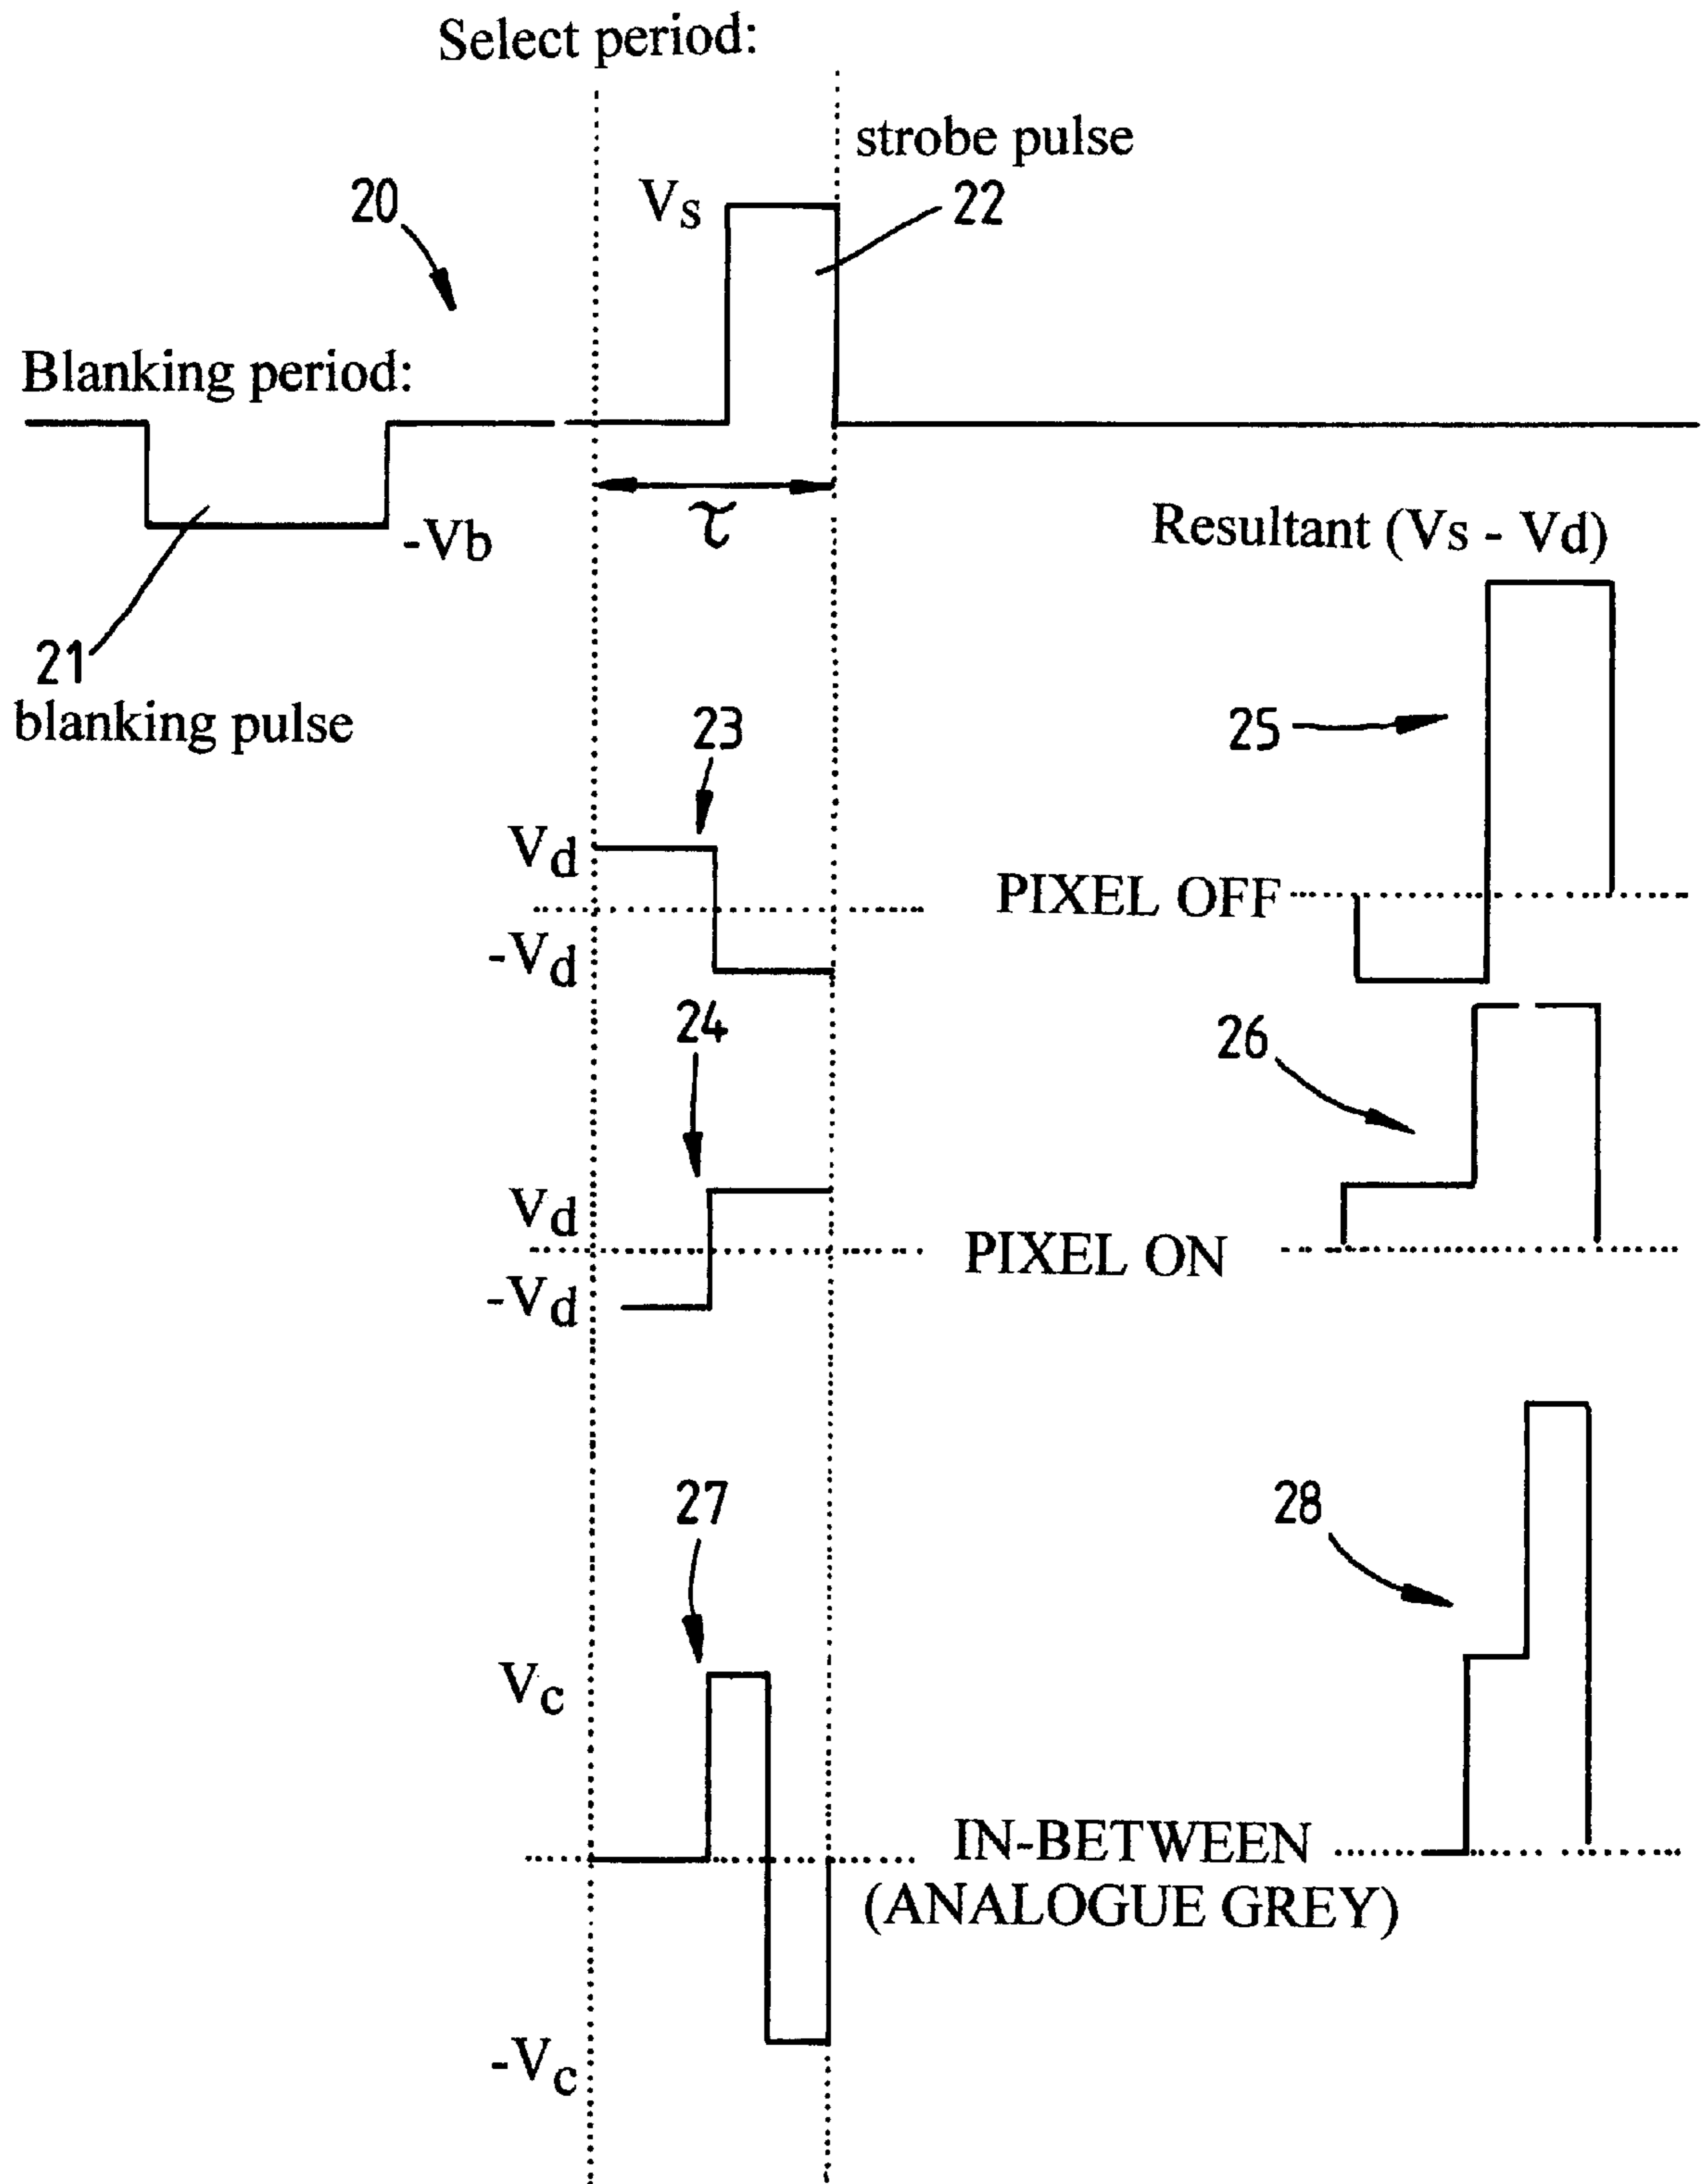 Select period:
strobe pulse
20
Vs
22
Blanking period:
-Vb
τ
Resultant (Vs - Vd)
21
blanking pulse
23
25
Vd
PIXEL OFF
-Vd
24
26
Vd
PIXEL ON
-Vd
27
28
Vc
IN-BETWEEN
(ANALOGUE GREY)
-Vc